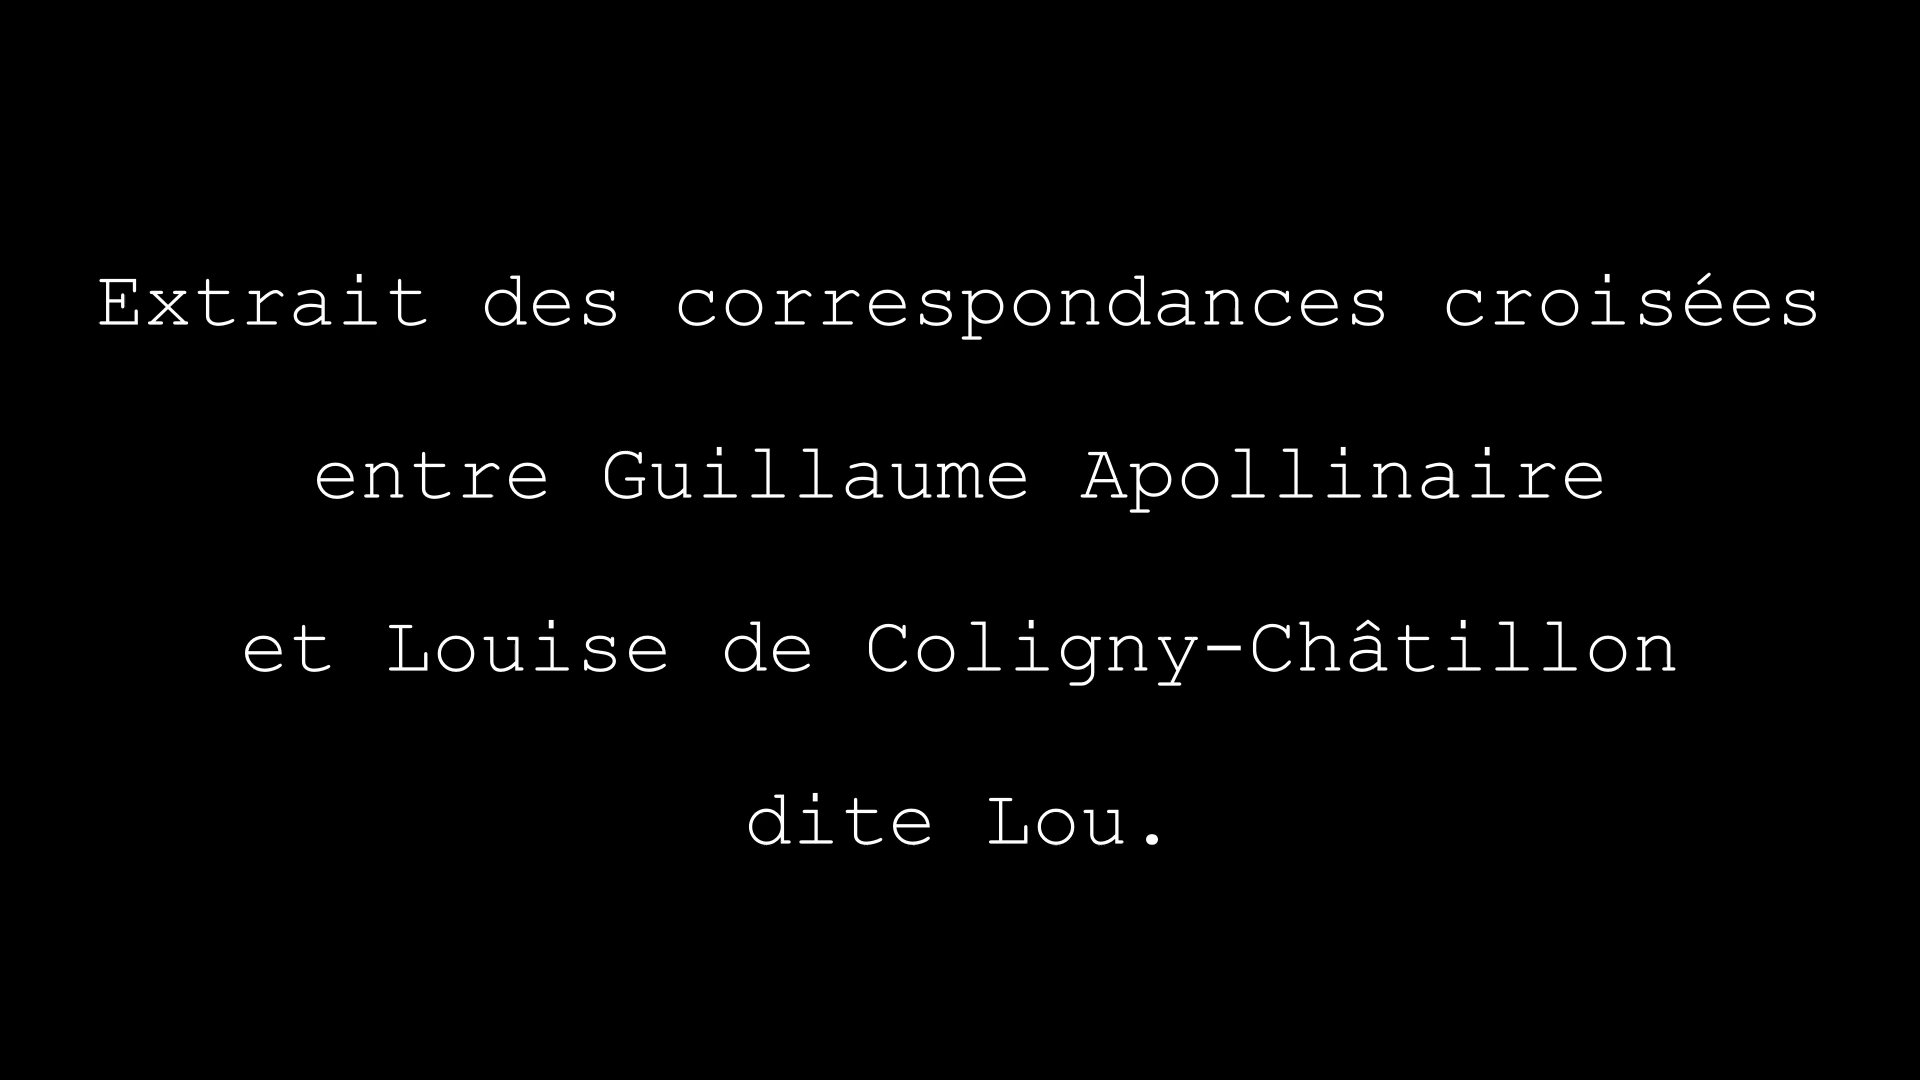 Extrait des correspondances croisées
entre Guillaume Apollinaire
et Louise de Coligny-Châtillon
dite Lou.